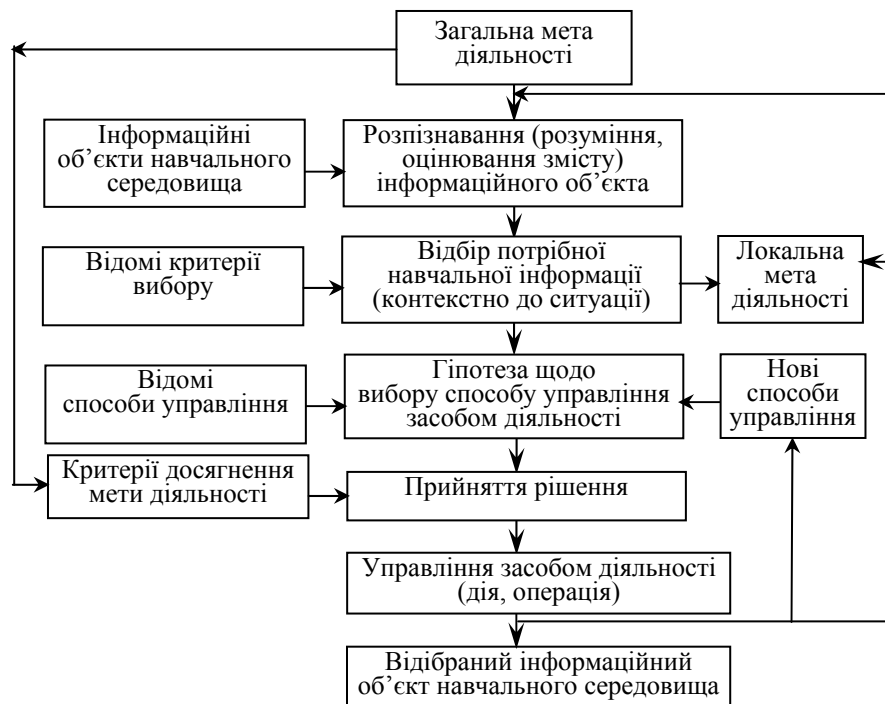 Загальна мета
діяльності
Інформаційні
об’єкти навчального
середовища
Розпізнавання (розуміння,
оцінювання змісту)
інформаційного об’єкта
Відомі критерії
вибору
Відбір потрібної
навчальної інформації
(контекстно до ситуації)
Локальна
мета
діяльності
Відомі
способи управління
Гіпотеза щодо
вибору способу управління
засобом діяльності
Нові
способи
управління
Критерії досягнення
мети діяльності
Прийняття рішення
Управління засобом діяльності
(дія, операція)
Відібраний інформаційний
об’єкт навчального середовища